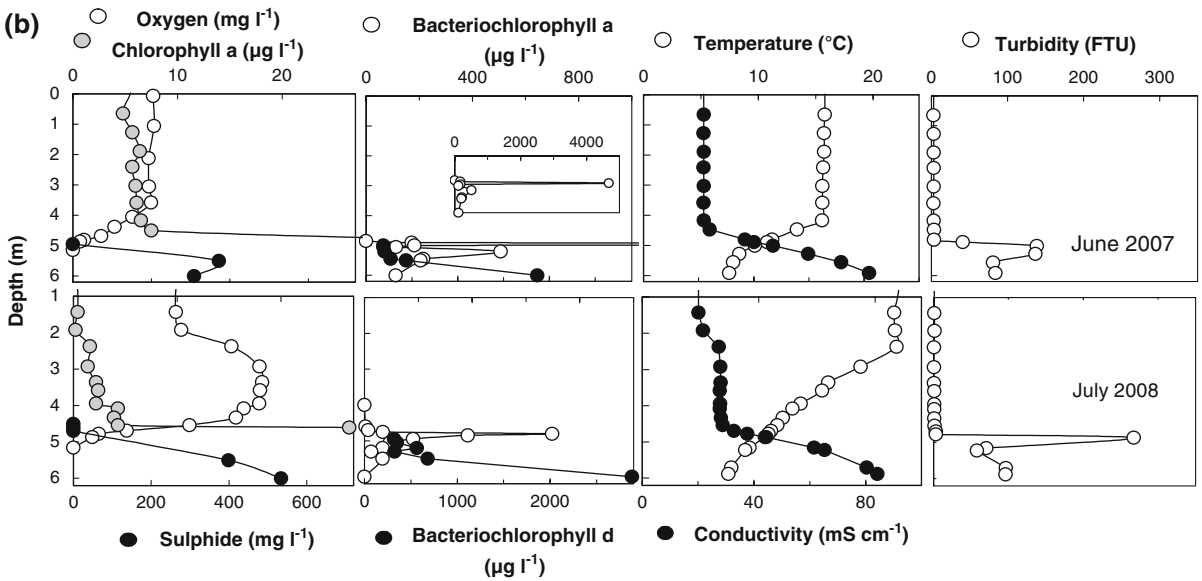 (b)
Oxygen (mg l-1)
Chlorophyll a (µg l-1)
Bacteriochlorophyll a
(µg l-1)
Temperature (°C)
Turbidity (FTU)
0 10 20
0 400 800
0 10 20
0 100 200 300
0
1
2
3
4
5
6
0 4000
June 2007
Depth (m)
1
2
3
4
5
6
July 2008
0 200 400 600
0 1000 2000
0 40 80
Sulphide (mg l-1)
Bacteriochlorophyll d
(µg l-1)
Conductivity (mS cm-1)